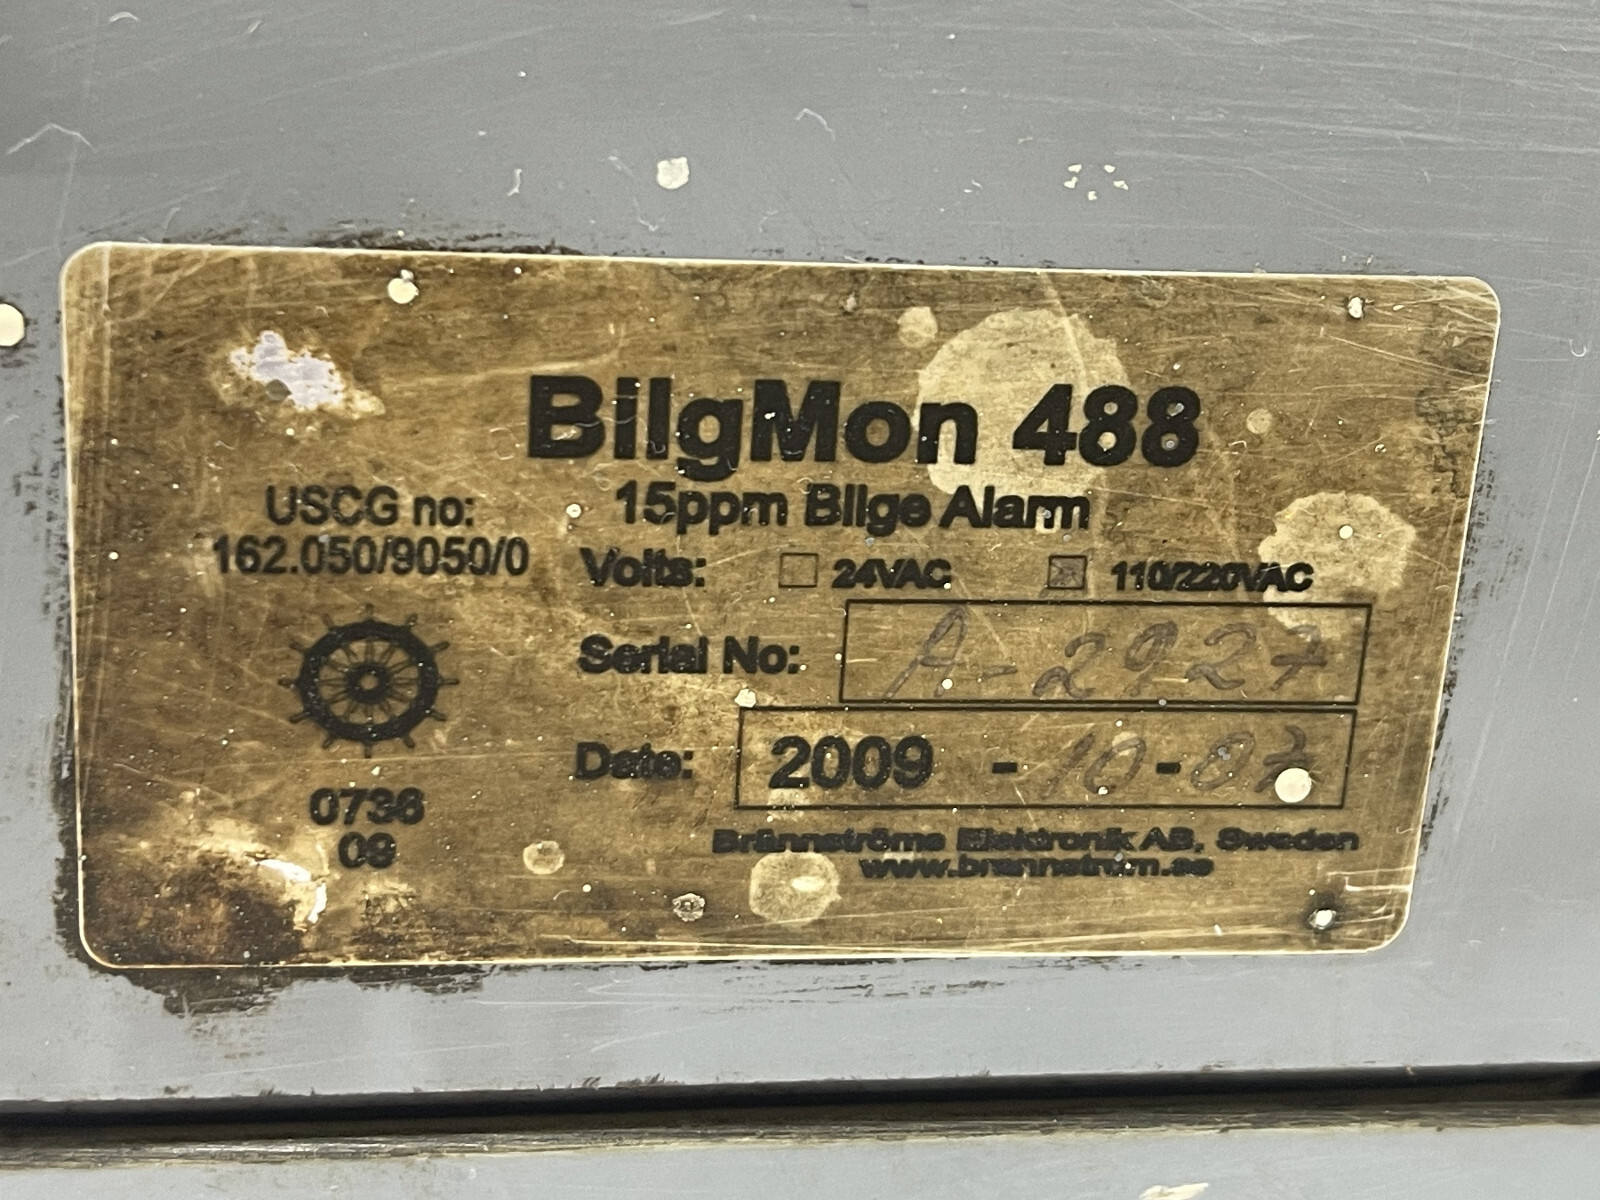 BilgMon 488
USCG no:
162.050/9050/0
15ppm Bilge Alarm
Volts: 24VAC 110/220VAC
Serial No: A-2927
Date: 2009 -10-07
0736
09
Brännströms Elektronik AB, Sweden
www.brannstrom.se